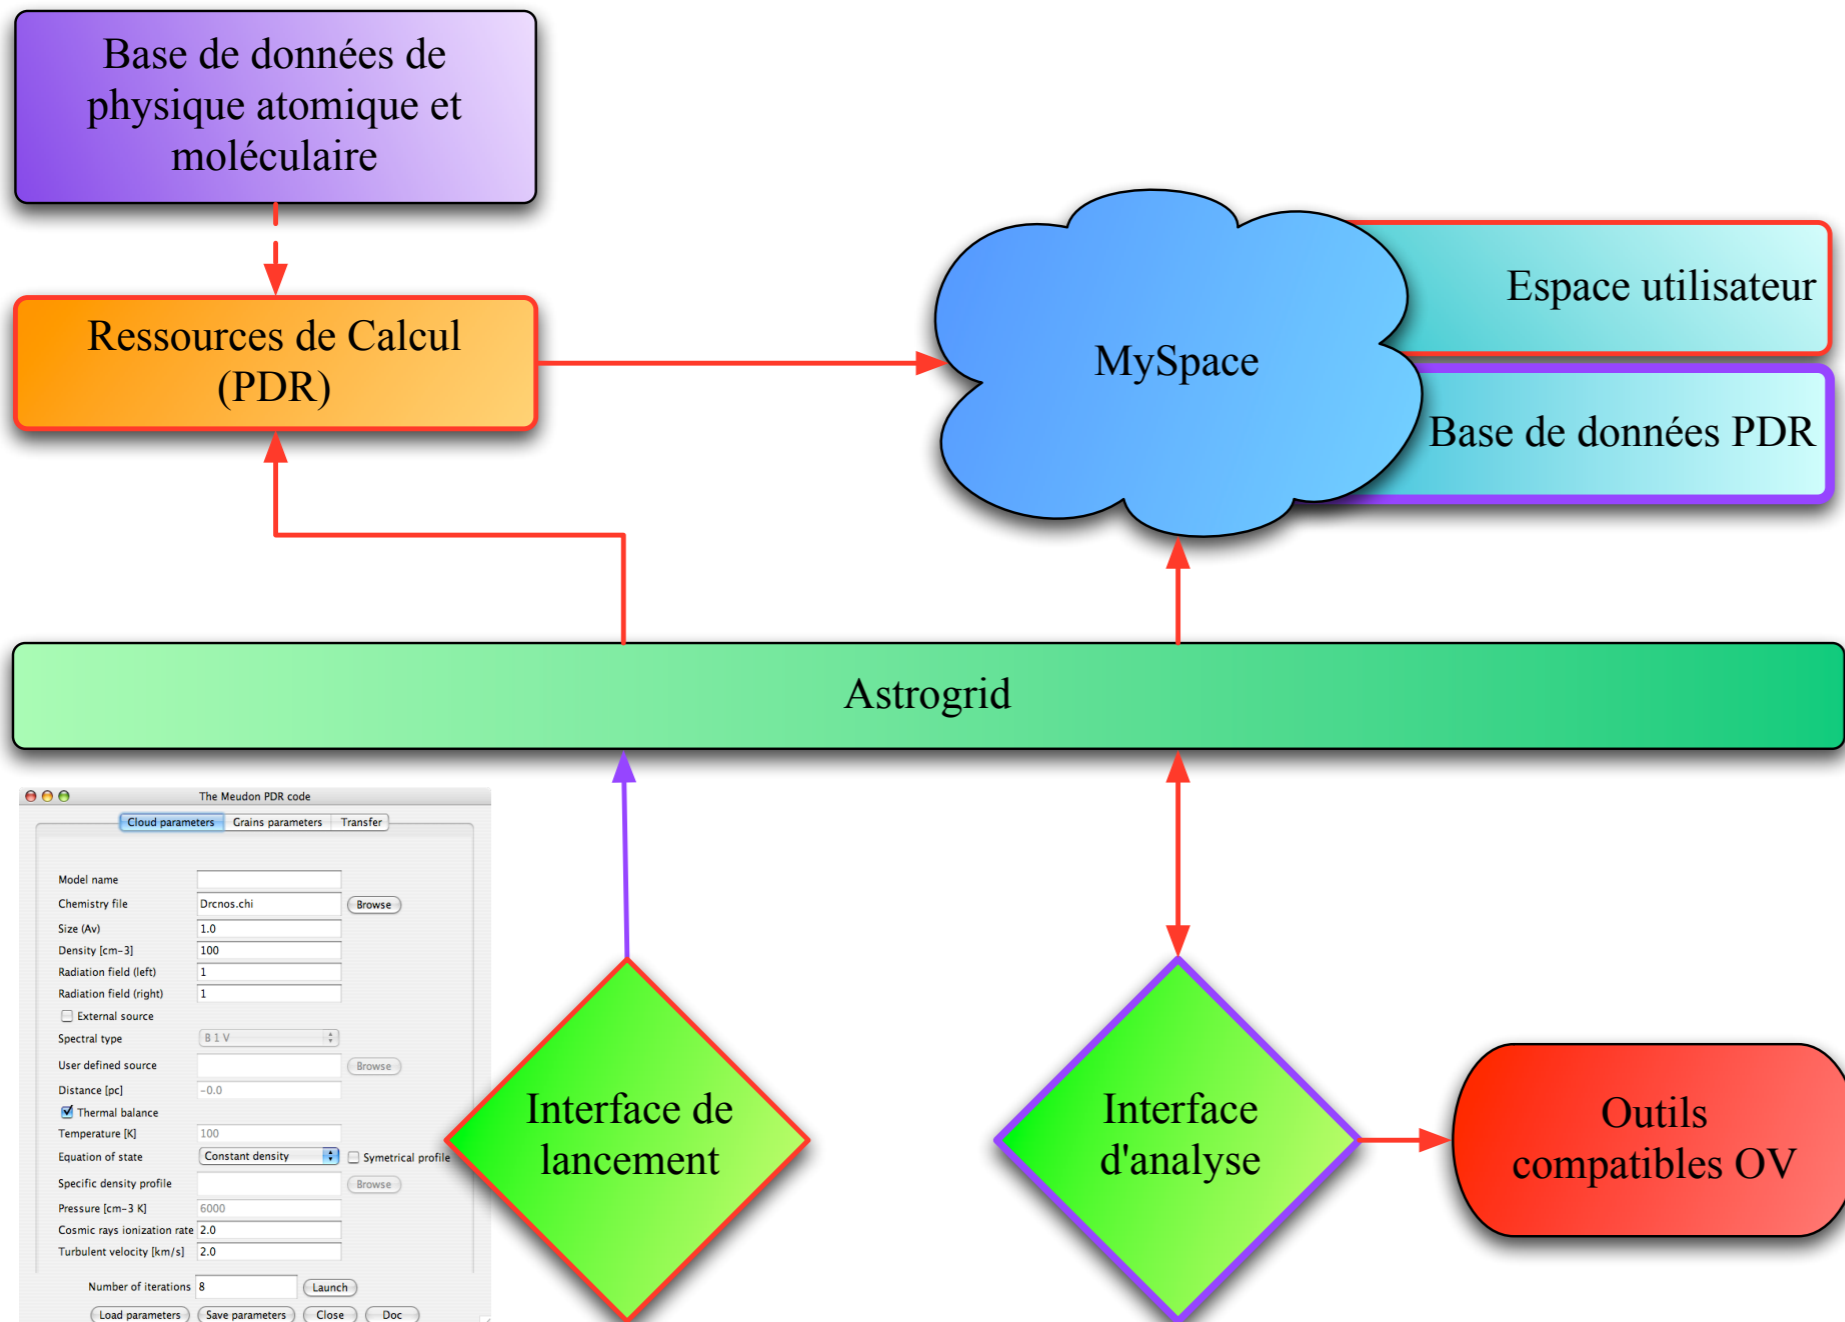 Base de données de
physique atomique et
moléculaire
Ressources de Calcul
(PDR)
MySpace
Espace utilisateur
Base de données PDR
Astrogrid
The Meudon PDR code
Cloud parameters Grains parameters Transfer
Model name
Chemistry file Drcnos.chi Browse
Size (Av) 1.0
Density [cm-3] 100
Radiation field (left) 1
Radiation field (right) 1
External source
Spectral type B 1 V
User defined source Browse
Distance [pc] -0.0
Thermal balance
Temperature [K] 100
Equation of state Constant density Symetrical profile
Specific density profile Browse
Pressure [cm-3 K] 6000
Cosmic rays ionization rate 2.0
Turbulent velocity [km/s] 2.0
Number of iterations 8 Launch
Load parameters Save parameters Close Doc
Interface de
lancement
Interface
d'analyse
Outils
compatibles OV